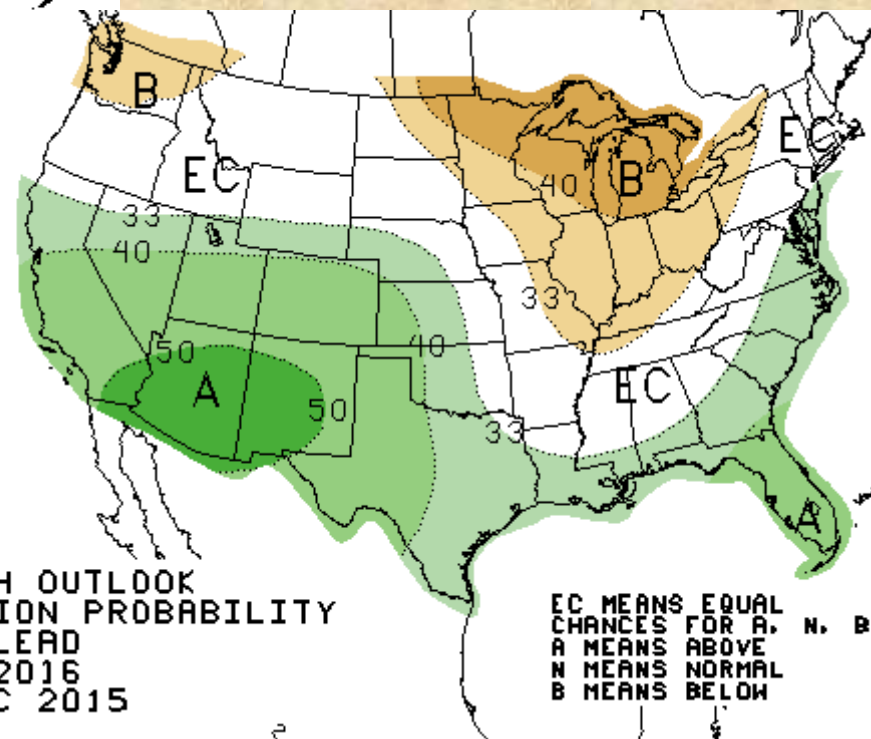 B
EC
EC
33
40
B
40
33
50
A
40
50
EC
33
A
H OUTLOOK
ION PROBABILITY
LEAD
2016
C 2015
EC MEANS EQUAL
CHANCES FOR A, N, B
A MEANS ABOVE
N MEANS NORMAL
B MEANS BELOW